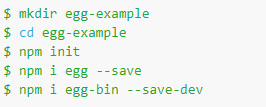 $ mkdir egg-example
$ cd egg-example
$ npm init
$ npm i egg --save
$ npm i egg-bin --save-dev